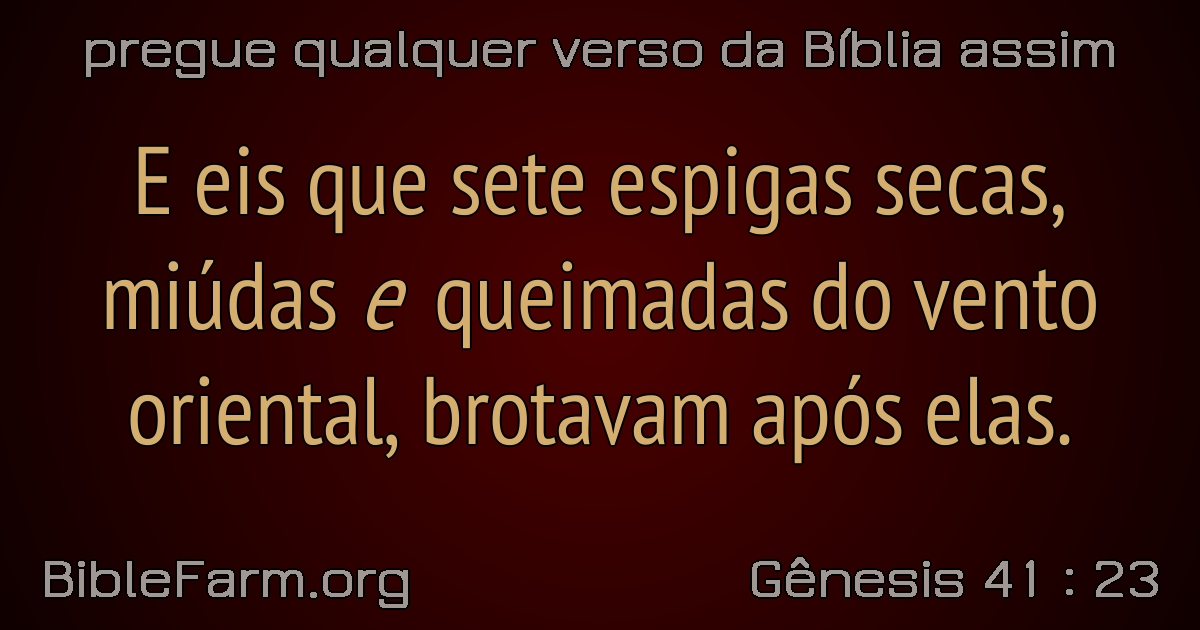 pregue qualquer verso da Bíblia assim
E eis que sete espigas secas,
miúdas e queimadas do vento
oriental, brotavam após elas.
BibleFarm.org
Gênesis 41 : 23